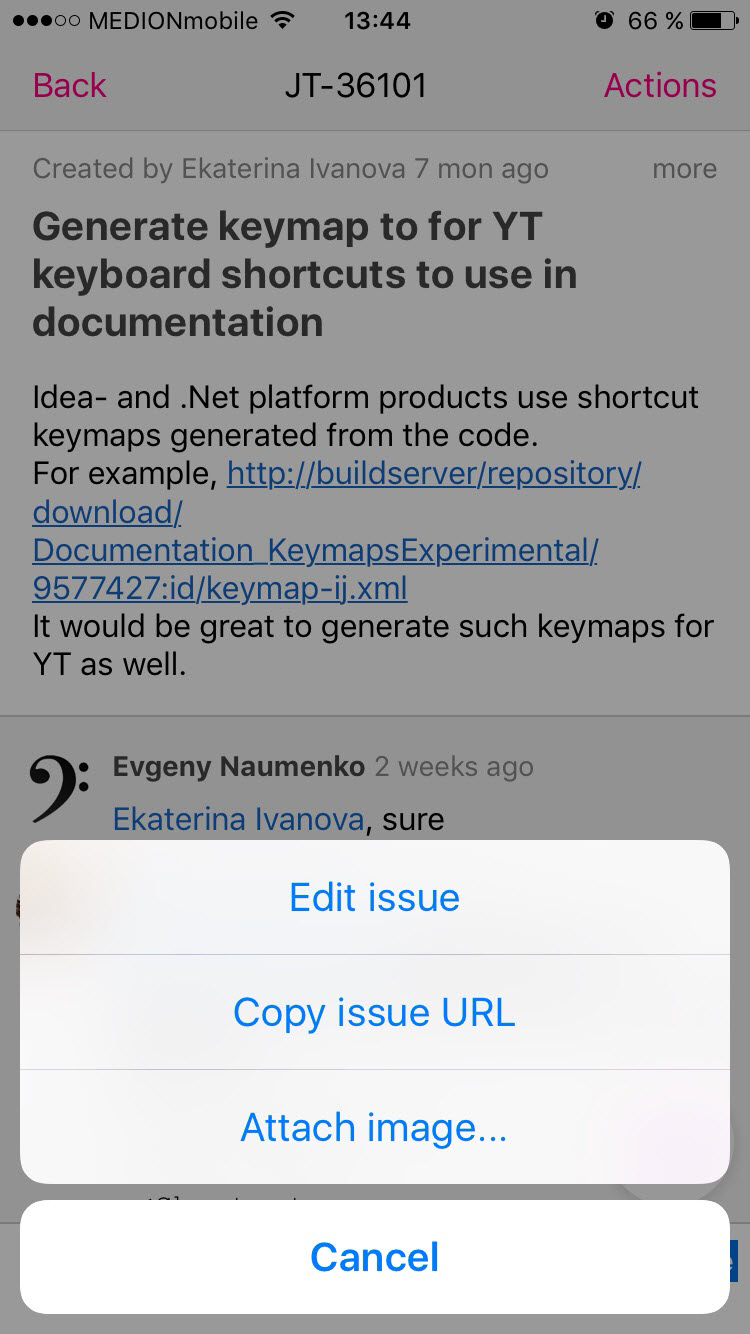 MEDIONmobile 13:44 66 %
Back JT-36101 Actions
Created by Ekaterina Ivanova 7 mon ago more
Generate keymap to for YT
keyboard shortcuts to use in
documentation
Idea- and .Net platform products use shortcut
keymaps generated from the code.
For example, http://buildserver/repository/
download/
Documentation_KeymapsExperimental/
9577427:id/keymap-ij.xml
It would be great to generate such keymaps for
YT as well.
Evgeny Naumenko 2 weeks ago
Ekaterina Ivanova, sure
Edit issue
Copy issue URL
Attach image...
Cancel